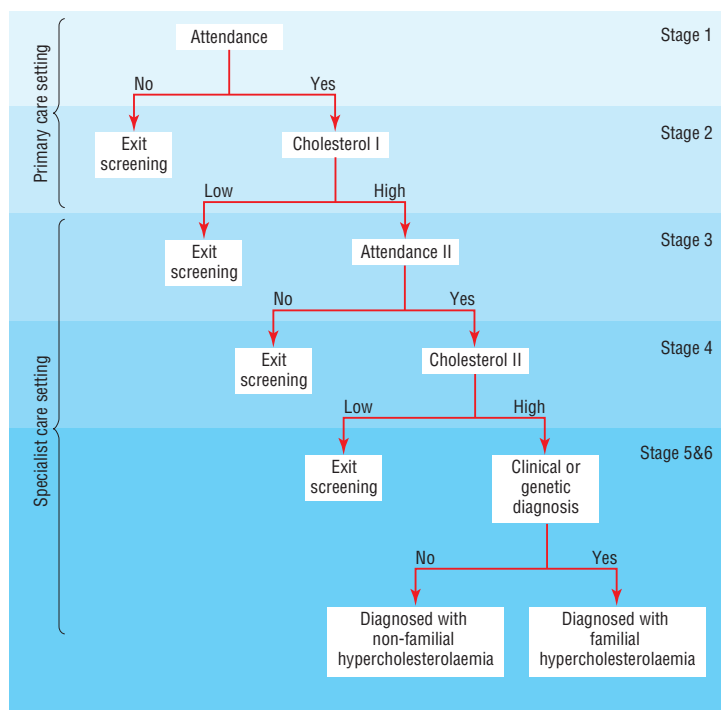 Attendance
Stage 1
No
Yes
Primary care setting
Exit
screening
Cholesterol I
Stage 2
Low
High
Exit
screening
Attendance II
Stage 3
No
Yes
Exit
screening
Cholesterol II
Stage 4
Specialist care setting
Low
High
Exit
screening
Clinical or
genetic
diagnosis
Stage 5&6
No
Yes
Diagnosed with
non-familial
hypercholesterolaemia
Diagnosed with
familial
hypercholesterolaemia